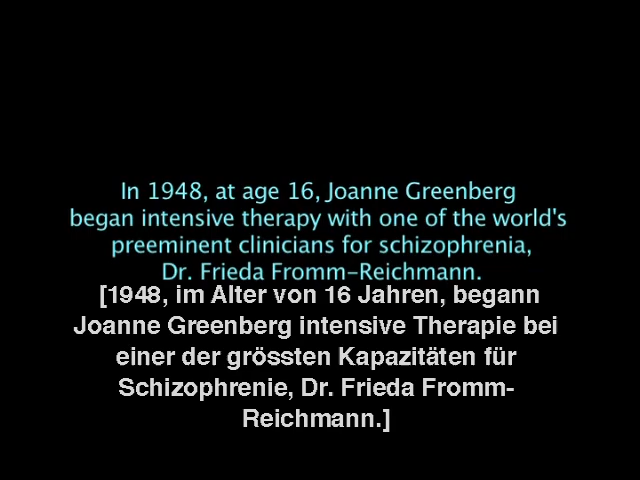 In 1948, at age 16, Joanne Greenberg
began intensive therapy with one of the world's
preeminent clinicians for schizophrenia,
Dr. Frieda Fromm-Reichmann.
[1948, im Alter von 16 Jahren, begann
Joanne Greenberg intensive Therapie bei
einer der grössten Kapazitäten für
Schizophrenie, Dr. Frieda Fromm-
Reichmann.]